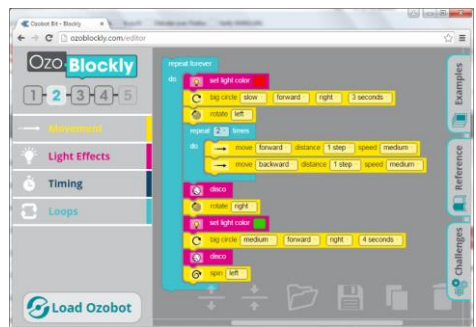 Ozobot Bit - Blockly
ozoblockly.com/editor
Ozo Blockly
1 2 3 4 5
Movement
Light Effects
Timing
Loops
Load Ozobot
repeat forever
do
set light color
big circle slow forward right 3 seconds
rotate left
repeat 2 times
do move forward distance 1 step speed medium
move backward distance 1 step speed medium
disco
rotate right
set light color
big circle medium forward right 4 seconds
disco
spin left
Examples
Reference
Challenges